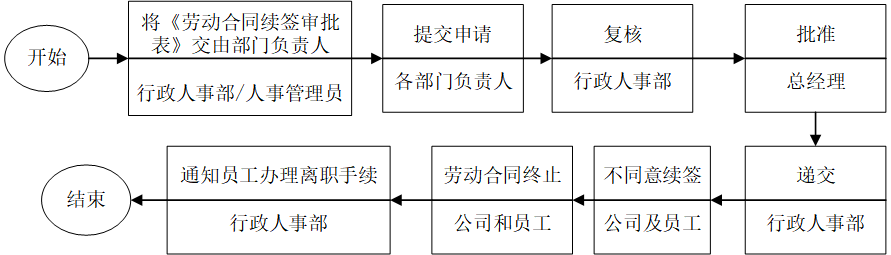 开始
将《劳动合同续签审批
表》交由部门负责人
行政人事部/人事管理员
提交申请
各部门负责人
复核
行政人事部
批准
总经理
递交
行政人事部
不同意续签
公司及员工
劳动合同终止
公司和员工
通知员工办理离职手续
行政人事部
结束